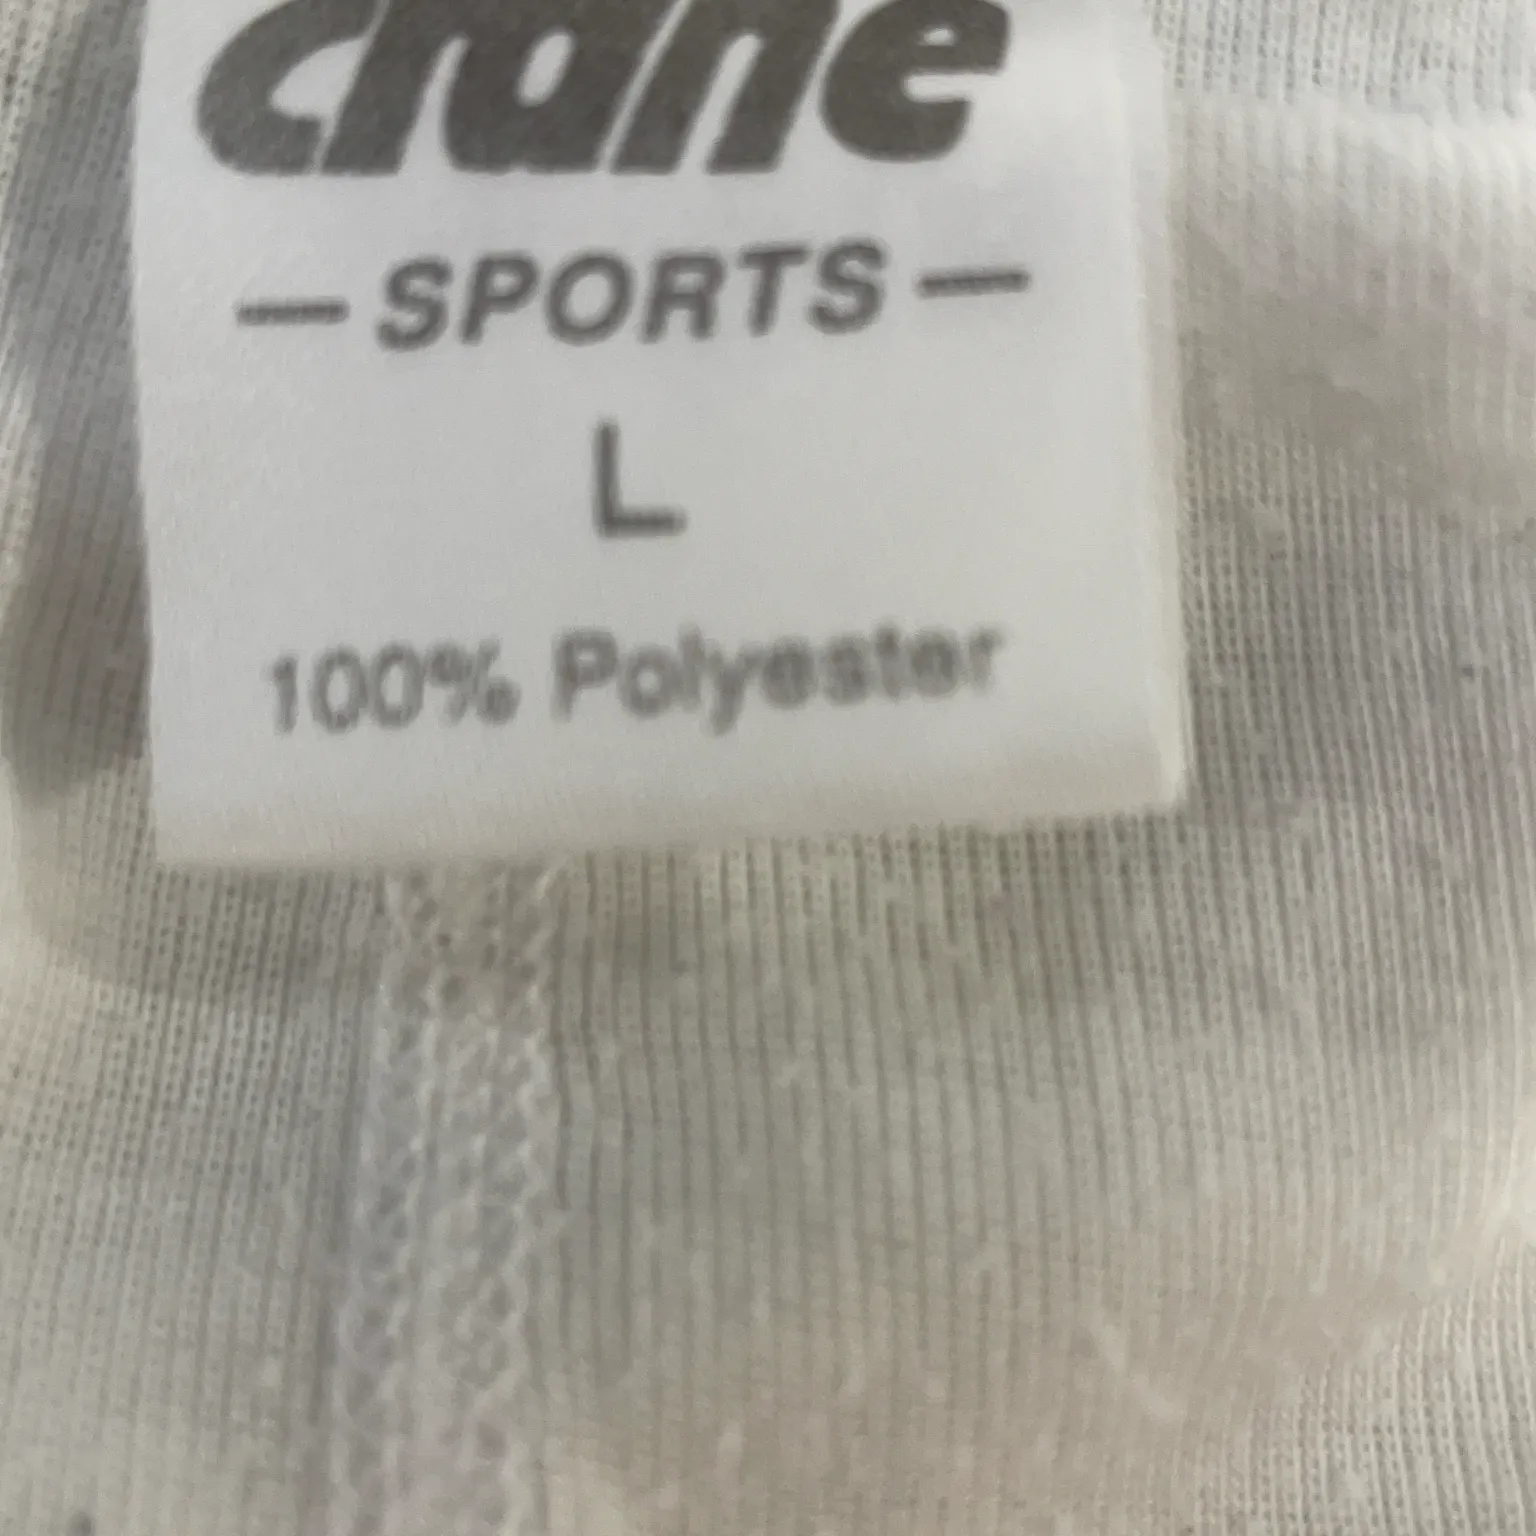 crane
— SPORTS —
L
100% Polyester